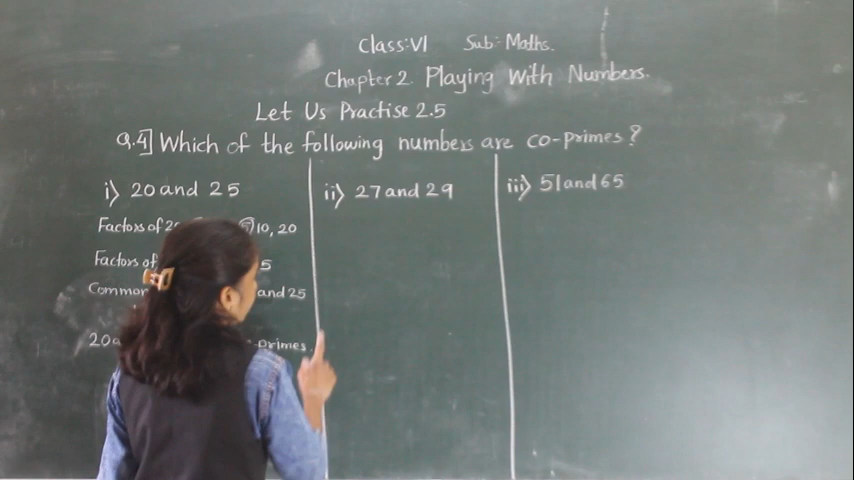 Class:VI Sub:- Maths.
Chapter 2 Playing With Numbers.
Let Us Practise 2.5
Q.4] Which of the following numbers are co-primes?
i) 20 and 25
Factors of 10, 20
Factors of 5
Common and 25
primes.
ii) 27 and 29
iii) 51 and 65